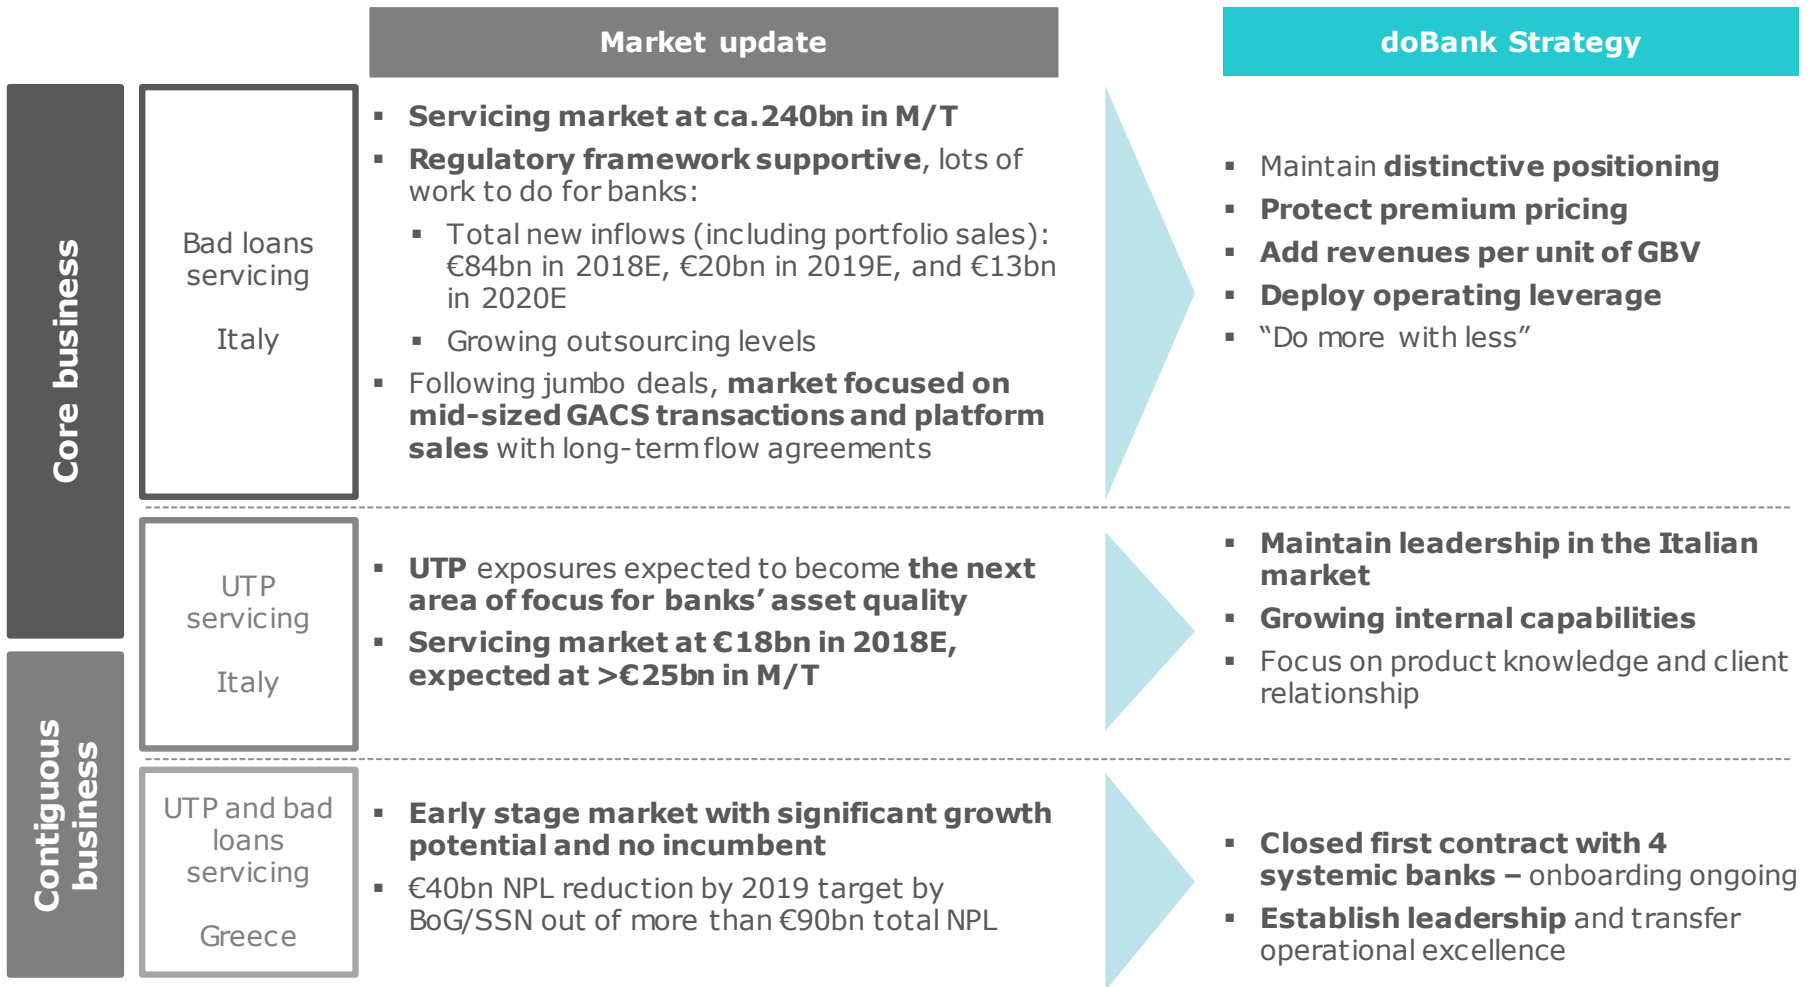 Market update
doBank Strategy
Core business
Bad loans
servicing
Italy
▪ Servicing market at ca.240bn in M/T
▪ Regulatory framework supportive, lots of
work to do for banks:
▪ Total new inflows (including portfolio sales):
€84bn in 2018E, €20bn in 2019E, and €13bn
in 2020E
▪ Growing outsourcing levels
▪ Following jumbo deals, market focused on
mid-sized GACS transactions and platform
sales with long-term flow agreements
▪ Maintain distinctive positioning
▪ Protect premium pricing
▪ Add revenues per unit of GBV
▪ Deploy operating leverage
▪ “Do more with less”
UTP
servicing
Italy
▪ UTP exposures expected to become the next
area of focus for banks’ asset quality
▪ Servicing market at €18bn in 2018E,
expected at >€25bn in M/T
▪ Maintain leadership in the Italian
market
▪ Growing internal capabilities
▪ Focus on product knowledge and client
relationship
Contiguous
business
UTP and bad
loans
servicing
Greece
▪ Early stage market with significant growth
potential and no incumbent
▪ €40bn NPL reduction by 2019 target by
BoG/SSN out of more than €90bn total NPL
▪ Closed first contract with 4
systemic banks – onboarding ongoing
▪ Establish leadership and transfer
operational excellence